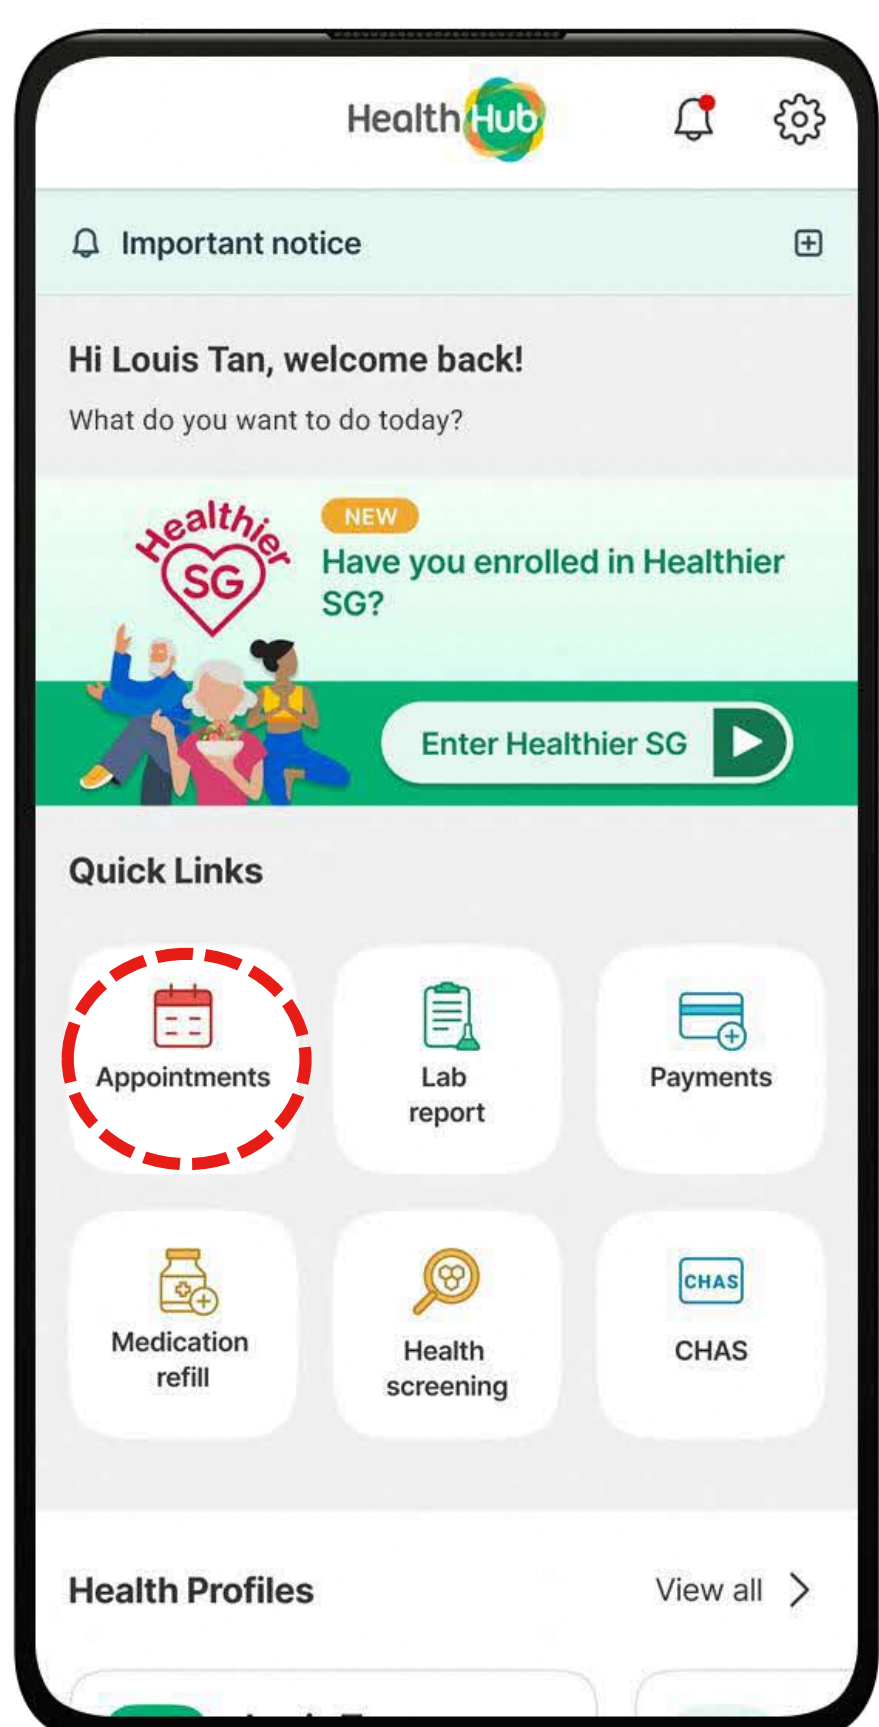 HealthHub
Important notice
Hi Louis Tan, welcome back!
What do you want to do today?
Healthier
SG
NEW
Have you enrolled in Healthier
SG?
Enter Healthier SG
Quick Links
Appointments
Lab
report
Payments
Medication
refill
Health
screening
CHAS
CHAS
Health Profiles
View all